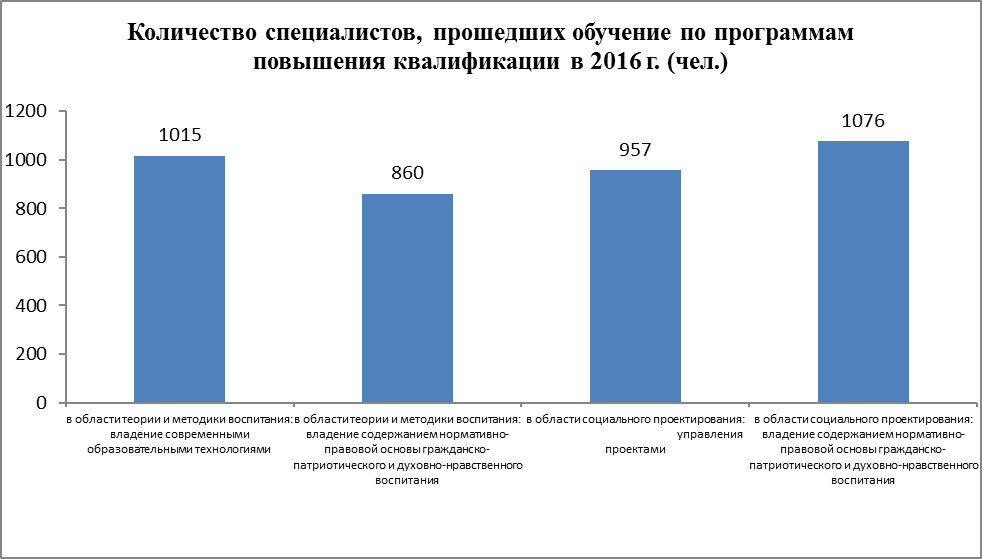 Количество специалистов, прошедших обучение по программам
повышения квалификации в 2016 г. (чел.)
1200
1000
800
600
400
200
0
1015
860
957
1076
в области теории и методики воспитания:
владение современными
образовательными технологиями
в области теории и методики воспитания:
владение содержанием нормативно-
правовой основы гражданско-
патриотического и духовно-нравственного
воспитания
в области социального проектирования:
управления
проектами
в области социального проектирования:
владение содержанием нормативно-
правовой основы гражданско-
патриотического и духовно-нравственного
воспитания